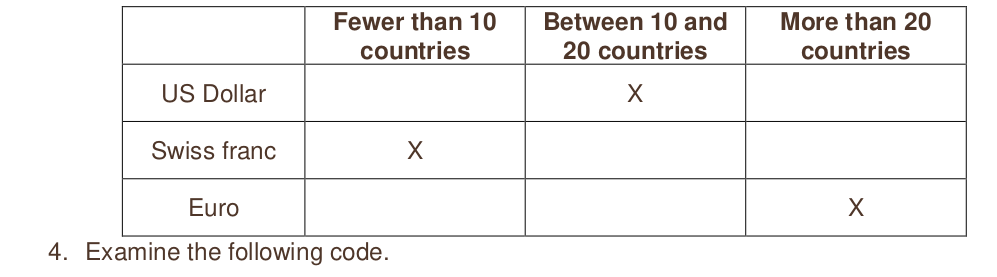 Fewer than 10 countries Between 10 and 20 countries More than 20 countries
US Dollar X
Swiss franc X
Euro X
4. Examine the following code.